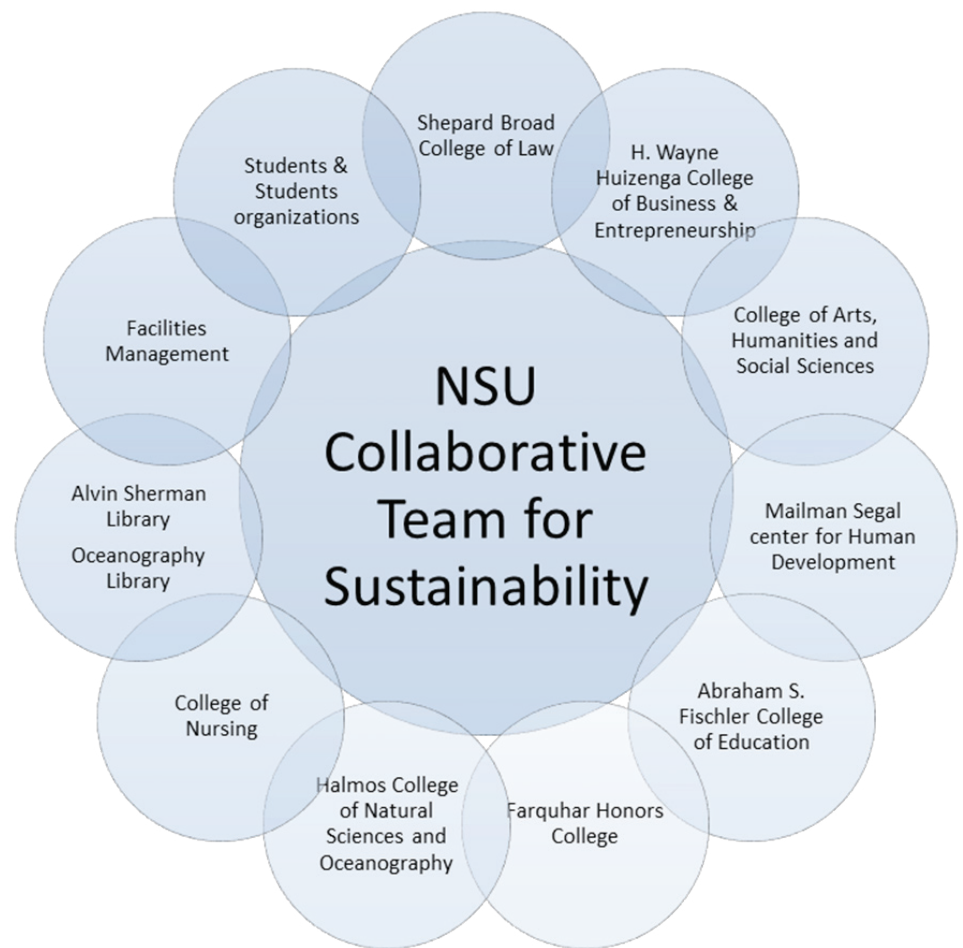 Shepard Broad
College of Law
H. Wayne
Huizenga College
of Business &
Entrepreneurship
College of Arts,
Humanities and
Social Sciences
Mailman Segal
center for Human
Development
Abraham S.
Fischler College
of Education
Farquhar Honors
College
Halmos College
of Natural
Sciences and
Oceanography
College of
Nursing
Alvin Sherman
Library
Oceanography
Library
Facilities
Management
Students &
Students
organizations
NSU
Collaborative
Team for
Sustainability